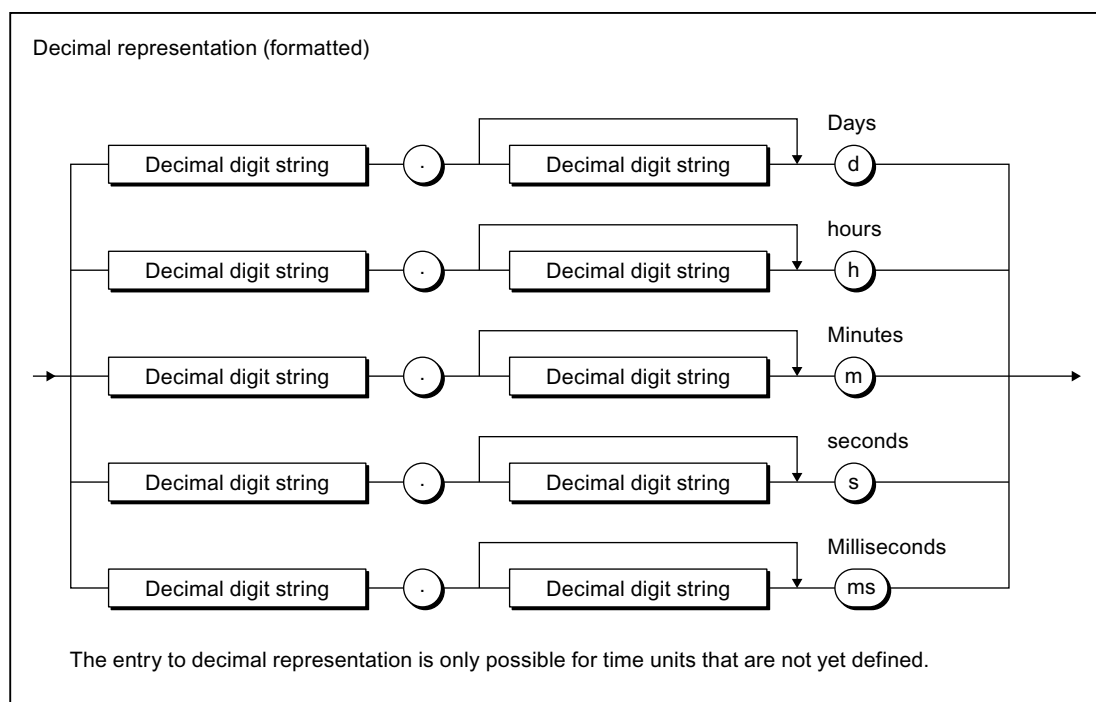 Decimal representation (formatted)
Days
Decimal digit string . Decimal digit string d
hours
Decimal digit string . Decimal digit string h
Minutes
Decimal digit string . Decimal digit string m
seconds
Decimal digit string . Decimal digit string s
Milliseconds
Decimal digit string . Decimal digit string ms
The entry to decimal representation is only possible for time units that are not yet defined.